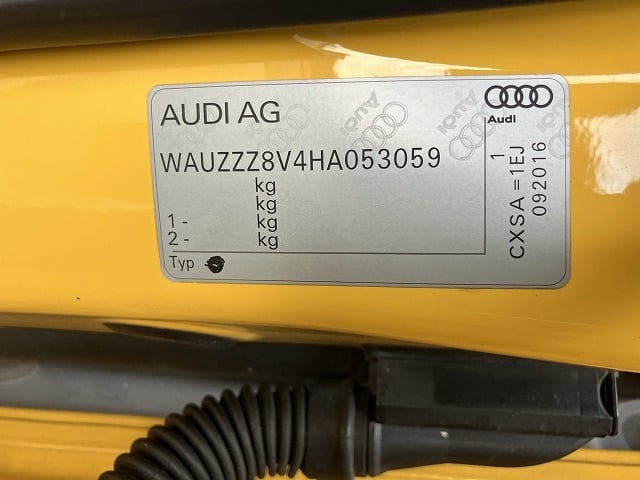 AUDI AG
Audi
WAUZZZ8V4HA053059
kg
kg
1 - kg
2 - kg
Typ
1
CXSA = 1EJ
092016